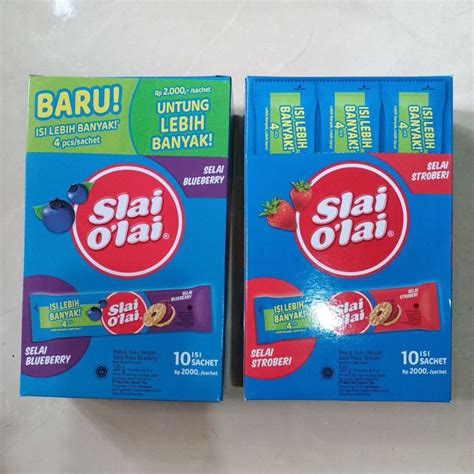 BARU!
ISI LEBIH BANYAK!*
4 pcs/sachet
Rp 2.000,-/sachet
UNTUNG
LEBIH
BANYAK!
SELAI
BLUEBERRY
Slai
O'lai®
ISI LEBIH
BANYAK!
4
Slai
O'lai
SELAI
BLUEBERRY
SELAI
BLUEBERRY
10 ISI
SACHET
Rp 2000,-/sachet
ISI LEBIH
BANYAK!
4
ISI LEBIH
BANYAK!
4
ISI LEBIH
BANYAK!
4
SELAI
STROBERI
Slai
O'lai®
ISI LEBIH
BANYAK!
4
Slai
O'lai
SELAI
STROBERI
SELAI
STROBERI
10 ISI
SACHET
Rp 2000,-/sachet